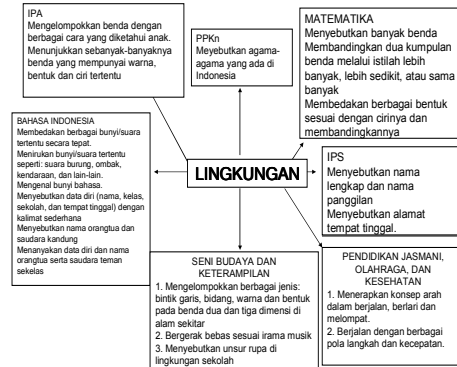 IPA
Mengelompokkan benda dengan
berbagai cara yang diketahui anak.
Menunjukkan sebanyak-banyaknya
benda yang mempunyai warna,
bentuk dan ciri tertentu
PPKn
Meyebutkan agama-
agama yang ada di
Indonesia
MATEMATIKA
Menyebutkan banyak benda
Membandingkan dua kumpulan
benda melalui istilah lebih
banyak, lebih sedikit, atau sama
banyak
Membedakan berbagai bentuk
sesuai dengan cirinya dan
membandingkannya
BAHASA INDONESIA
Membedakan berbagai bunyi/suara
tertentu secara tepat.
Menirukan bunyi/suara tertentu
seperti: suara burung, ombak,
kendaraan, dan lain-lain.
Mengenal bunyi bahasa.
Menyebutkan data diri (nama, kelas,
sekolah, dan tempat tinggal) dengan
kalimat sederhana
Menyebutkan nama orangtua dan
saudara kandung
Menanyakan data diri dan nama
orangtua serta saudara teman
sekelas
LINGKUNGAN
IPS
Menyebutkan nama
lengkap dan nama
panggilan
Menyebutkan alamat
tempat tinggal.
SENI BUDAYA DAN
KETERAMPILAN
1. Mengelompokkan berbagai jenis:
bintik garis, bidang, warna dan bentuk
pada benda dua dan tiga dimensi di
alam sekitar
2. Bergerak bebas sesuai irama musik
3. Menyebutkan unsur rupa di
lingkungan sekolah
PENDIDIKAN JASMANI,
OLAHRAGA, DAN
KESEHATAN
1. Menerapkan konsep arah
dalam berjalan, berlari dan
melompat.
2. Berjalan dengan berbagai
pola langkah dan kecepatan.